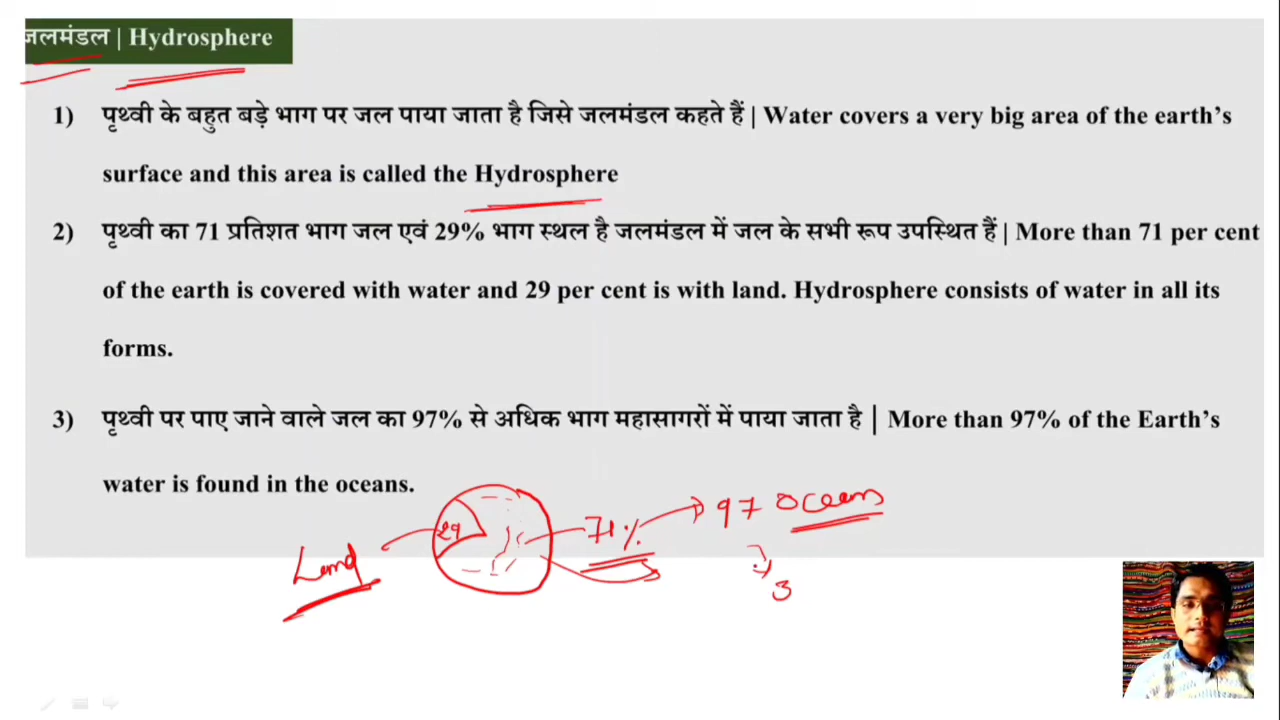 जलमंडल | Hydrosphere
1) पृथ्वी के बहुत बड़े भाग पर जल पाया जाता है जिसे जलमंडल कहते हैं | Water covers a very big area of the earth's
surface and this area is called the Hydrosphere
2) पृथ्वी का 71 प्रतिशत भाग जल एवं 29% भाग स्थल है जलमंडल में जल के सभी रूप उपस्थित हैं | More than 71 per cent
of the earth is covered with water and 29 per cent is with land. Hydrosphere consists of water in all its
forms.
3) पृथ्वी पर पाए जाने वाले जल का 97% से अधिक भाग महासागरों में पाया जाता है | More than 97% of the Earth's
water is found in the oceans.
Land 29 71% 97 Oceans
3